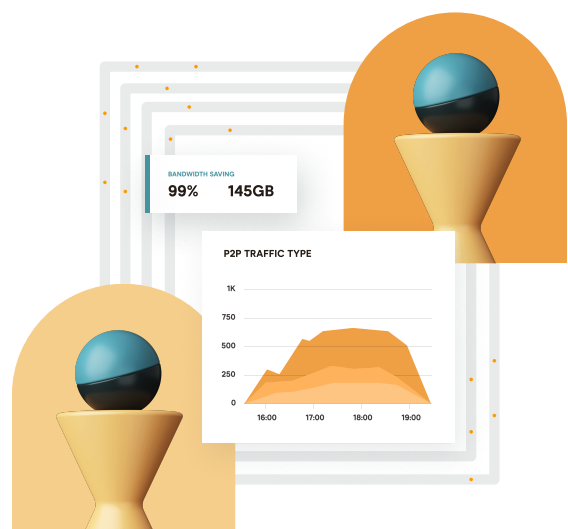 BANDWIDTH SAVING
99% 145GB
P2P TRAFFIC TYPE
1K
750
500
250
0
16:00 17:00 18:00 19:00